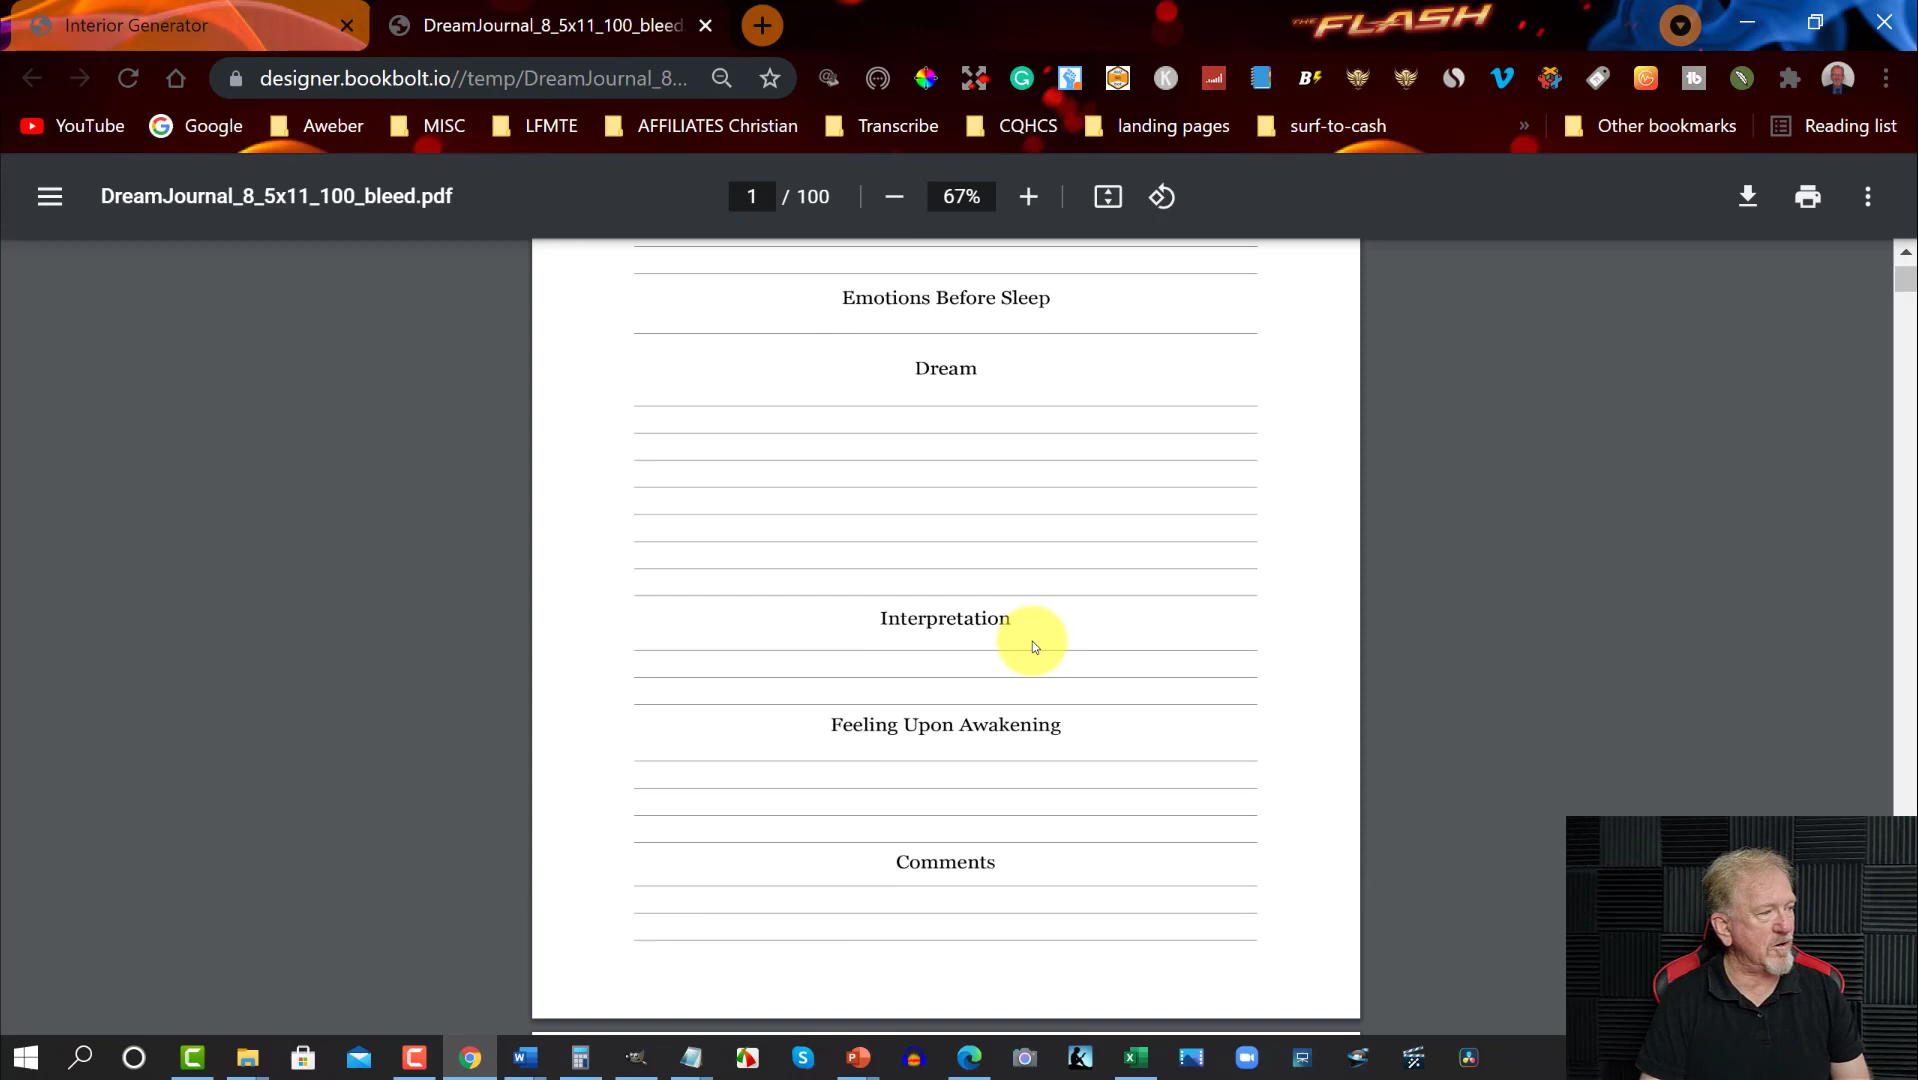 Interior Generator
DreamJournal_8_5x11_100_bleed
THE FLASH
designer.bookbolt.io//temp/DreamJournal_8...
YouTube
Google
Aweber
MISC
LFMTE
AFFILIATES Christian
Transcribe
CQHCS
landing pages
surf-to-cash
»
Other bookmarks
Reading list
DreamJournal_8_5x11_100_bleed.pdf
1 / 100
67%
Emotions Before Sleep
Dream
Interpretation
Feeling Upon Awakening
Comments